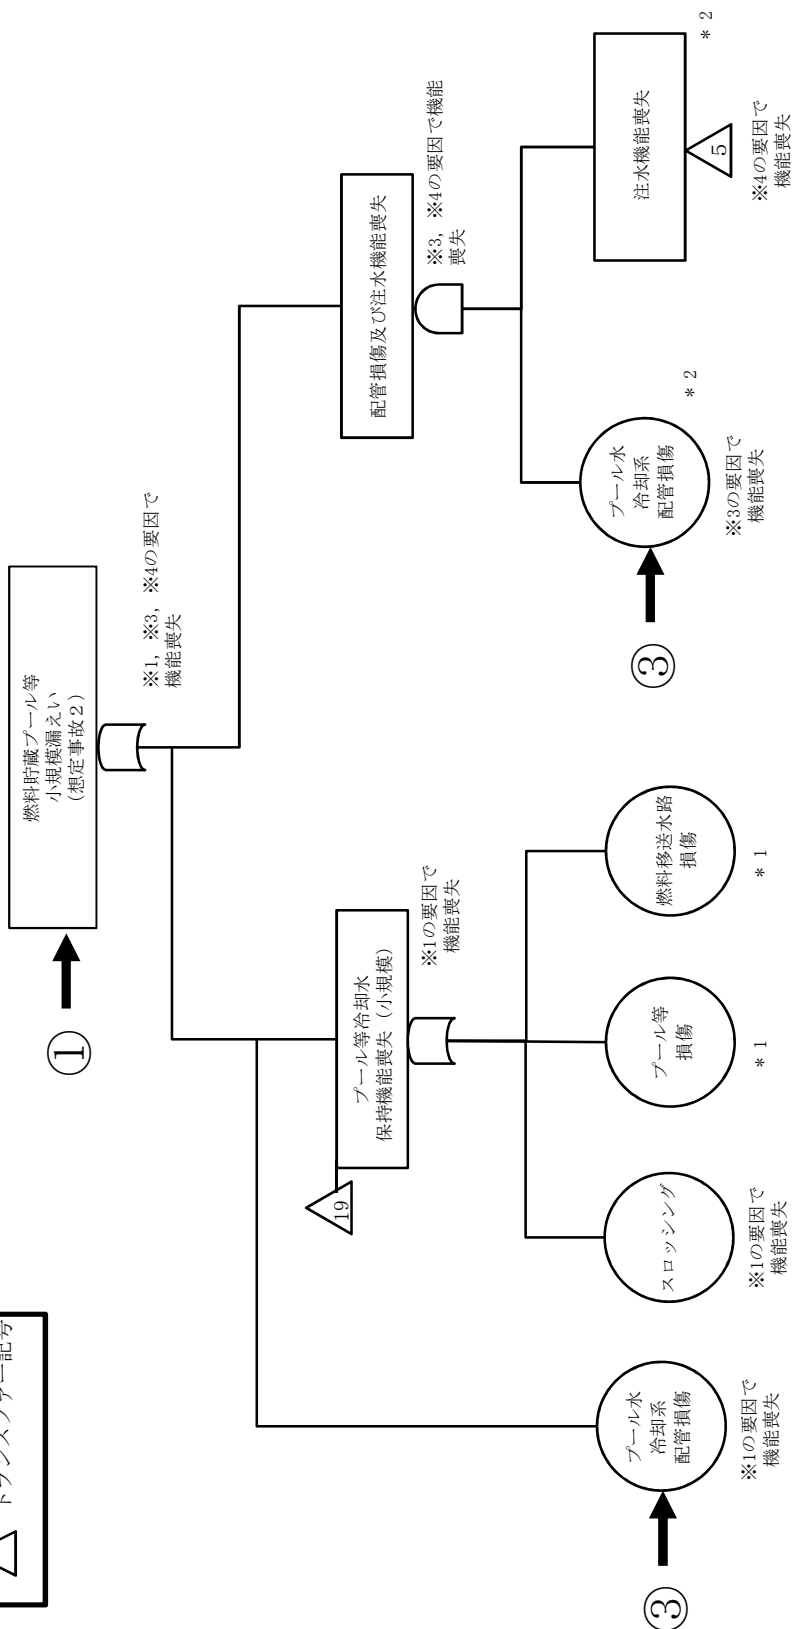 トランスファー記号
①
燃料貯蔵プール等
小規模漏えい
（想定事故２）
※1，※3，※4の要因で
機能喪失
19
プール等冷却水
保持機能喪失（小規模）
※1の要因で
機能喪失
配管損傷及び注水機能喪失
※3，※4の要因で機能
喪失
③
プール水
冷却系
配管損傷
※1の要因で
機能喪失
スロッシング
※1の要因で
機能喪失
プール等
損傷
＊1
燃料移送水路
損傷
＊1
③
プール水
冷却系
配管損傷
＊2
※3の要因で
機能喪失
注水機能喪失
5
＊2
※4の要因で
機能喪失